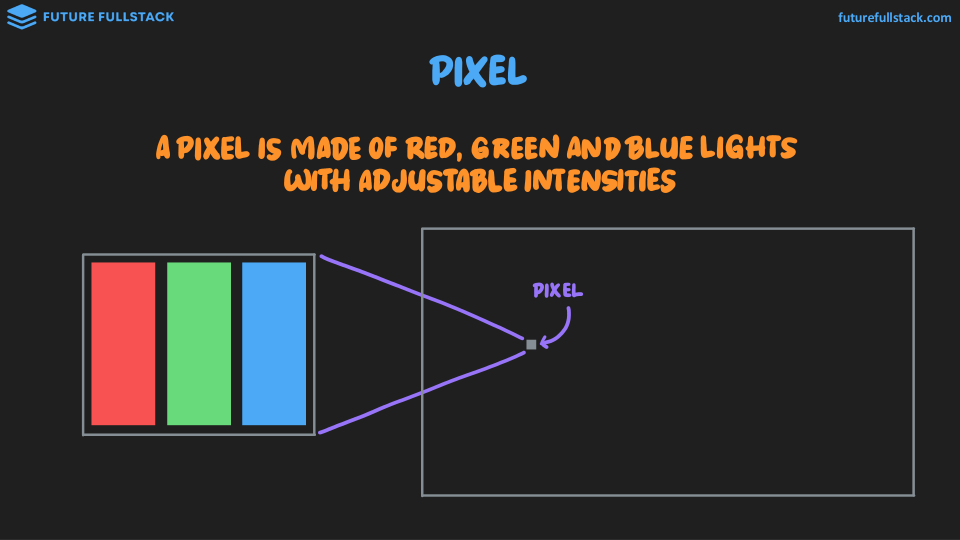 FUTURE FULLSTACK
futurefullstack.com
PIXEL
A PIXEL IS MADE OF RED, GREEN AND BLUE LIGHTS
WITH ADJUSTABLE INTENSITIES
PIXEL